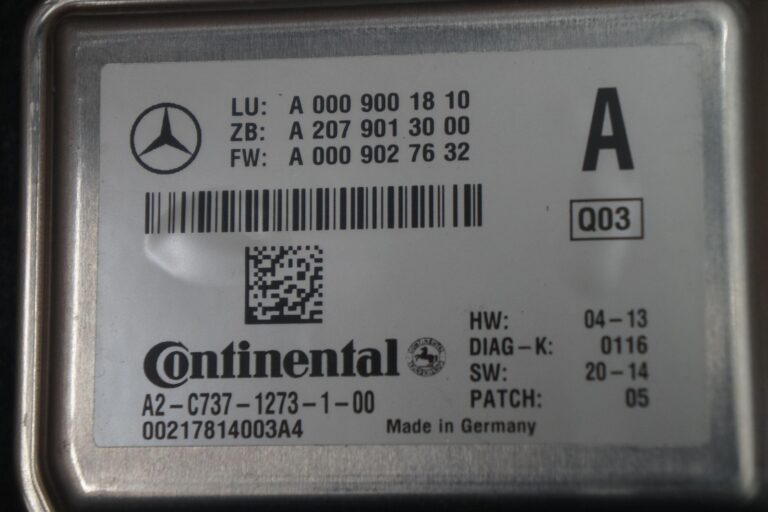 LU: A 000 900 18 10
ZB: A 207 901 30 00
FW: A 000 902 76 32
A
Q03
Continental
HW: 04-13
DIAG-K: 0116
SW: 20-14
PATCH: 05
A2-C737-1273-1-00
00217814003A4
Made in Germany